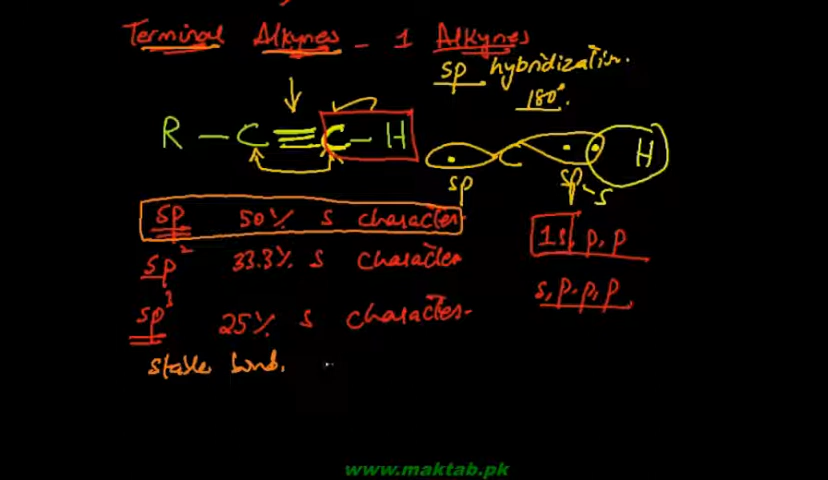 Terminal Alkynes - 1 Alkynes
sp hybridization.
180°.
R - C ≡ C - H
C H
sp sp-s
sp 50% s character
1s, p, p
sp² 33.3% s character
s, p, p, p
sp³ 25% s character.
stable bond.
www.maktab.pk